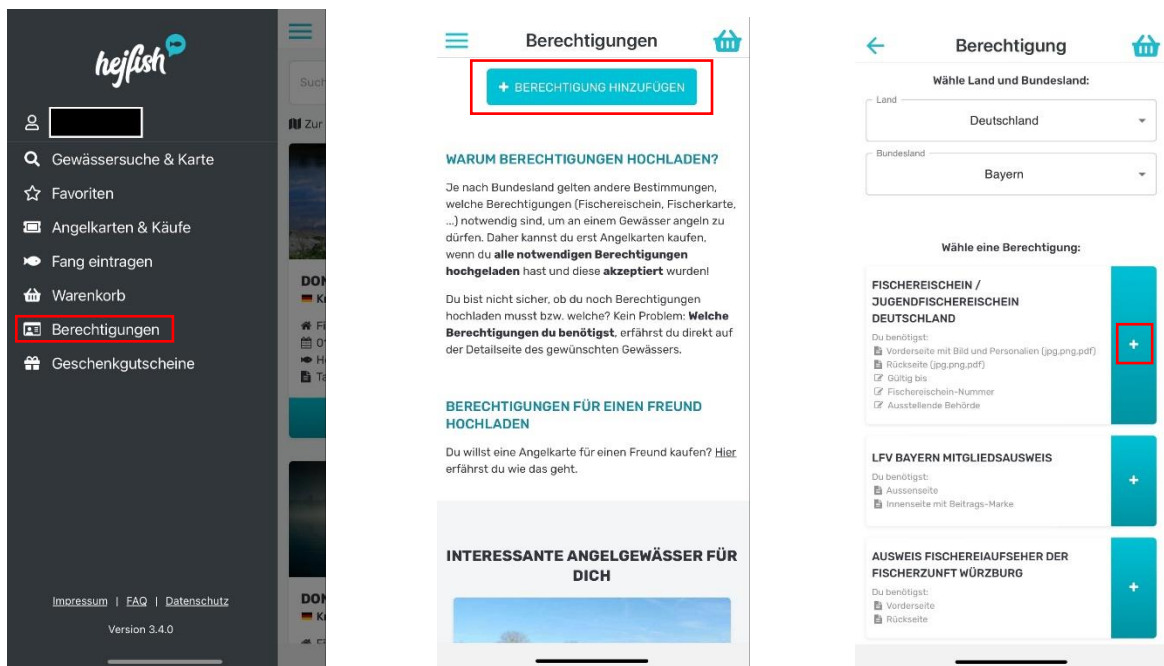 hejfish
Gewässersuche & Karte
Favoriten
Angelkarten & Käufe
Fang eintragen
Warenkorb
Berechtigungen
Geschenkgutscheine
Impressum | FAQ | Datenschutz
Version 3.4.0
Zur
Berechtigungen
+ BERECHTIGUNG HINZUFÜGEN
WARUM BERECHTIGUNGEN HOCHLADEN?
Je nach Bundesland gelten andere Bestimmungen,
welche Berechtigungen (Fischereischein, Fischerkarte,
...) notwendig sind, um an einem Gewässer angeln zu
dürfen. Daher kannst du erst Angelkarten kaufen,
wenn du alle notwendigen Berechtigungen
hochgeladen hast und diese akzeptiert wurden!
Du bist nicht sicher, ob du noch Berechtigungen
hochladen musst bzw. welche? Kein Problem: Welche
Berechtigungen du benötigst, erfährst du direkt auf
der Detailseite des gewünschten Gewässers.
BERECHTIGUNGEN FÜR EINEN FREUND
HOCHLADEN
Du willst eine Angelkarte für einen Freund kaufen? Hier
erfährst du wie das geht.
INTERESSANTE ANGELGEWÄSSER FÜR
DICH
Berechtigung
Wähle Land und Bundesland:
Land
Deutschland
Bundesland
Bayern
Wähle eine Berechtigung:
FISCHEREISCHEIN /
JUGENDFISCHEREISCHEIN
DEUTSCHLAND
Du benötigst:
Vorderseite mit Bild und Personalien (jpg,png,pdf)
Rückseite (jpg,png,pdf)
Gültig bis
Fischereischein-Nummer
Ausstellende Behörde
+
LFV BAYERN MITGLIEDSAUSWEIS
Du benötigst:
Aussenseite
Innenseite mit Beitrags-Marke
+
AUSWEIS FISCHEREIAUFSEHER DER
FISCHERZUNFT WÜRZBURG
Du benötigst:
Vorderseite
Rückseite
+